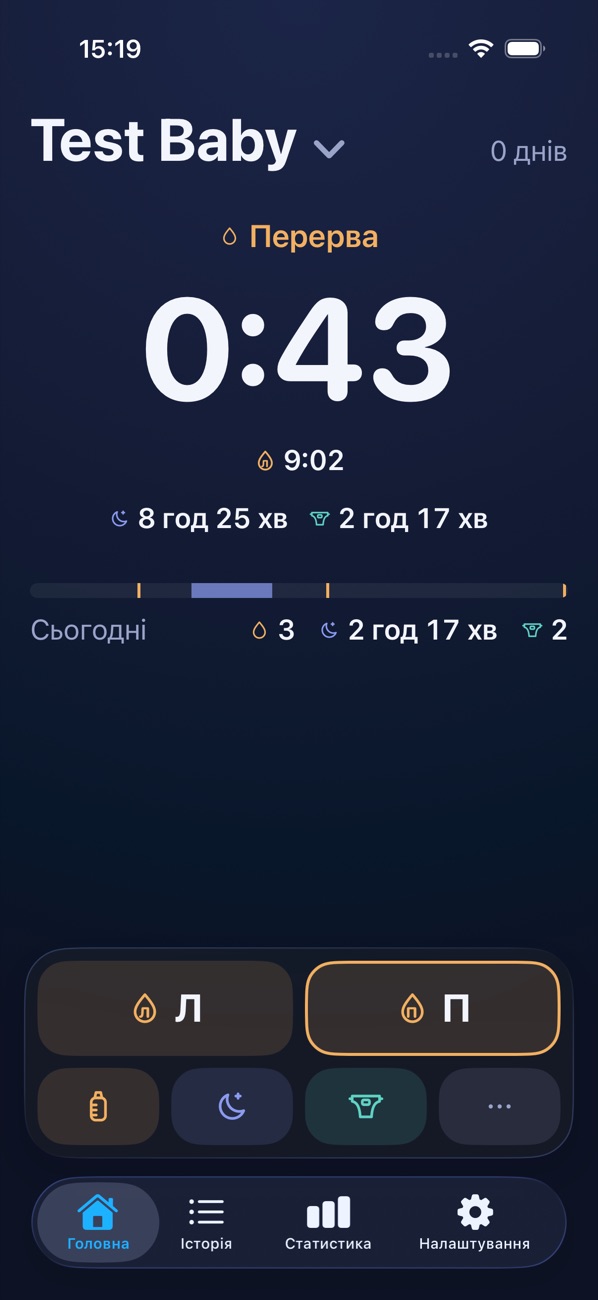 15:19
Test Baby
0 днів
Перерва
0:43
л 9:02
8 год 25 хв 2 год 17 хв
Сьогодні 3 2 год 17 хв 2
л Л п П
...
Головна Історія Статистика Налаштування